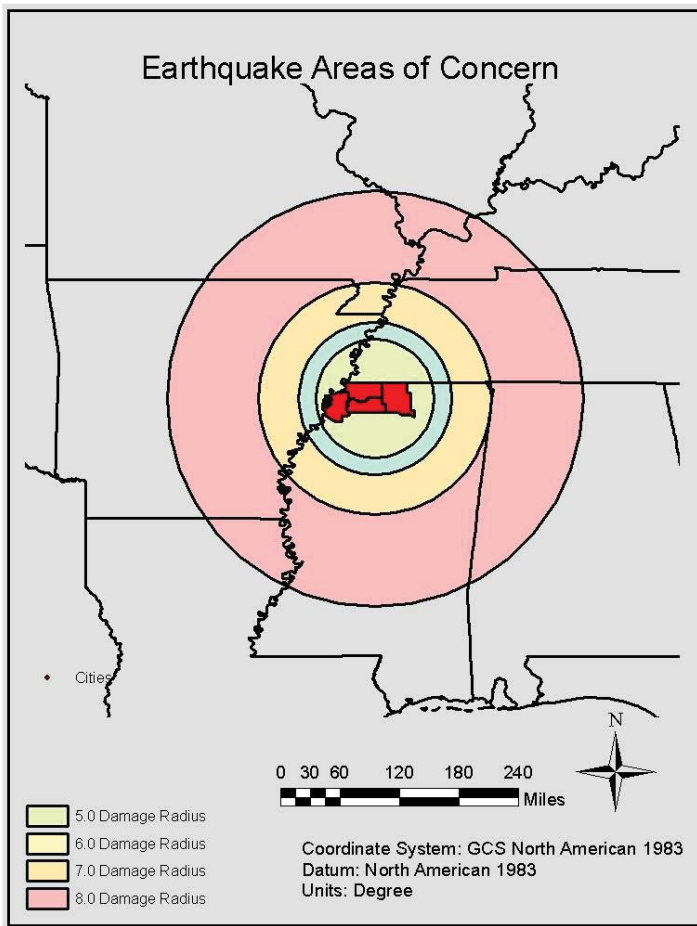 Earthquake Areas of Concern
Cities
N
0 30 60 120 180 240
Miles
5.0 Damage Radius
6.0 Damage Radius
7.0 Damage Radius
8.0 Damage Radius
Coordinate System: GCS North American 1983
Datum: North American 1983
Units: Degree